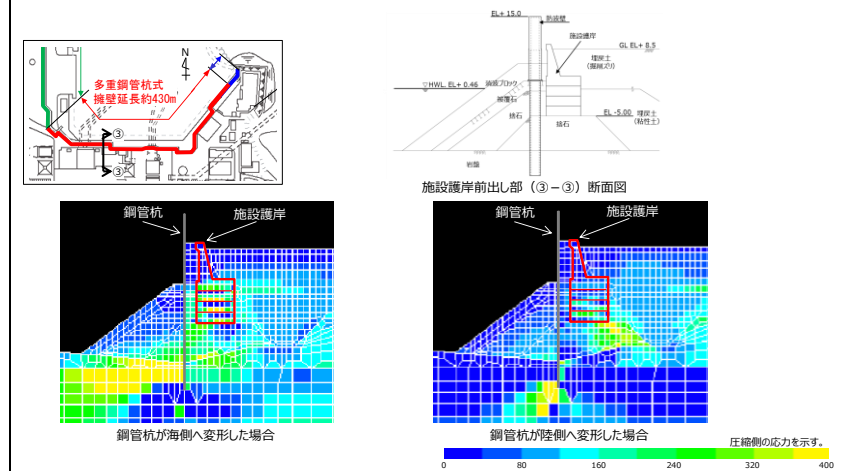 N
多重鋼管杭式
擁壁延長約430m
③
③
EL+ 15.0
防波壁
施設護岸
GL EL+ 8.5
埋戻土
(掘削ズリ)
▽HWL. EL+ 0.46
消波ブロック
被覆石
捨石
EL -5.00
埋戻土
(粘性土)
捨石
岩盤
施設護岸前出し部(③-③)断面図
鋼管杭
施設護岸
鋼管杭
施設護岸
鋼管杭が海側へ変形した場合
鋼管杭が陸側へ変形した場合
圧縮側の応力を示す。
0 80 160 240 320 400